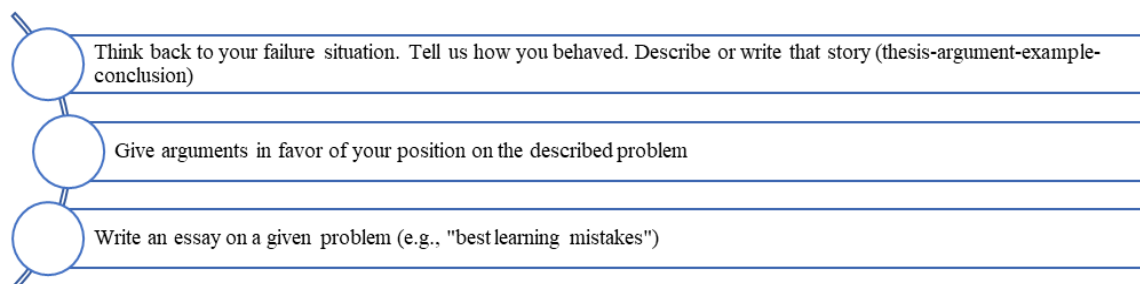 Think back to your failure situation. Tell us how you behaved. Describe or write that story (thesis-argument-example-
conclusion)
Give arguments in favor of your position on the described problem
Write an essay on a given problem (e.g., "best learning mistakes")